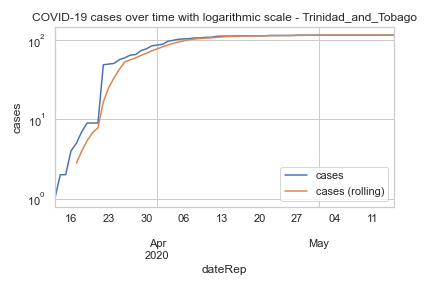 COVID-19 cases over time with logarithmic scale - Trinidad_and_Tobago
10²
10¹
10⁰
cases
cases
cases (rolling)
16 23 30 06 13 20 27 04 11
Apr May
2020
dateRep